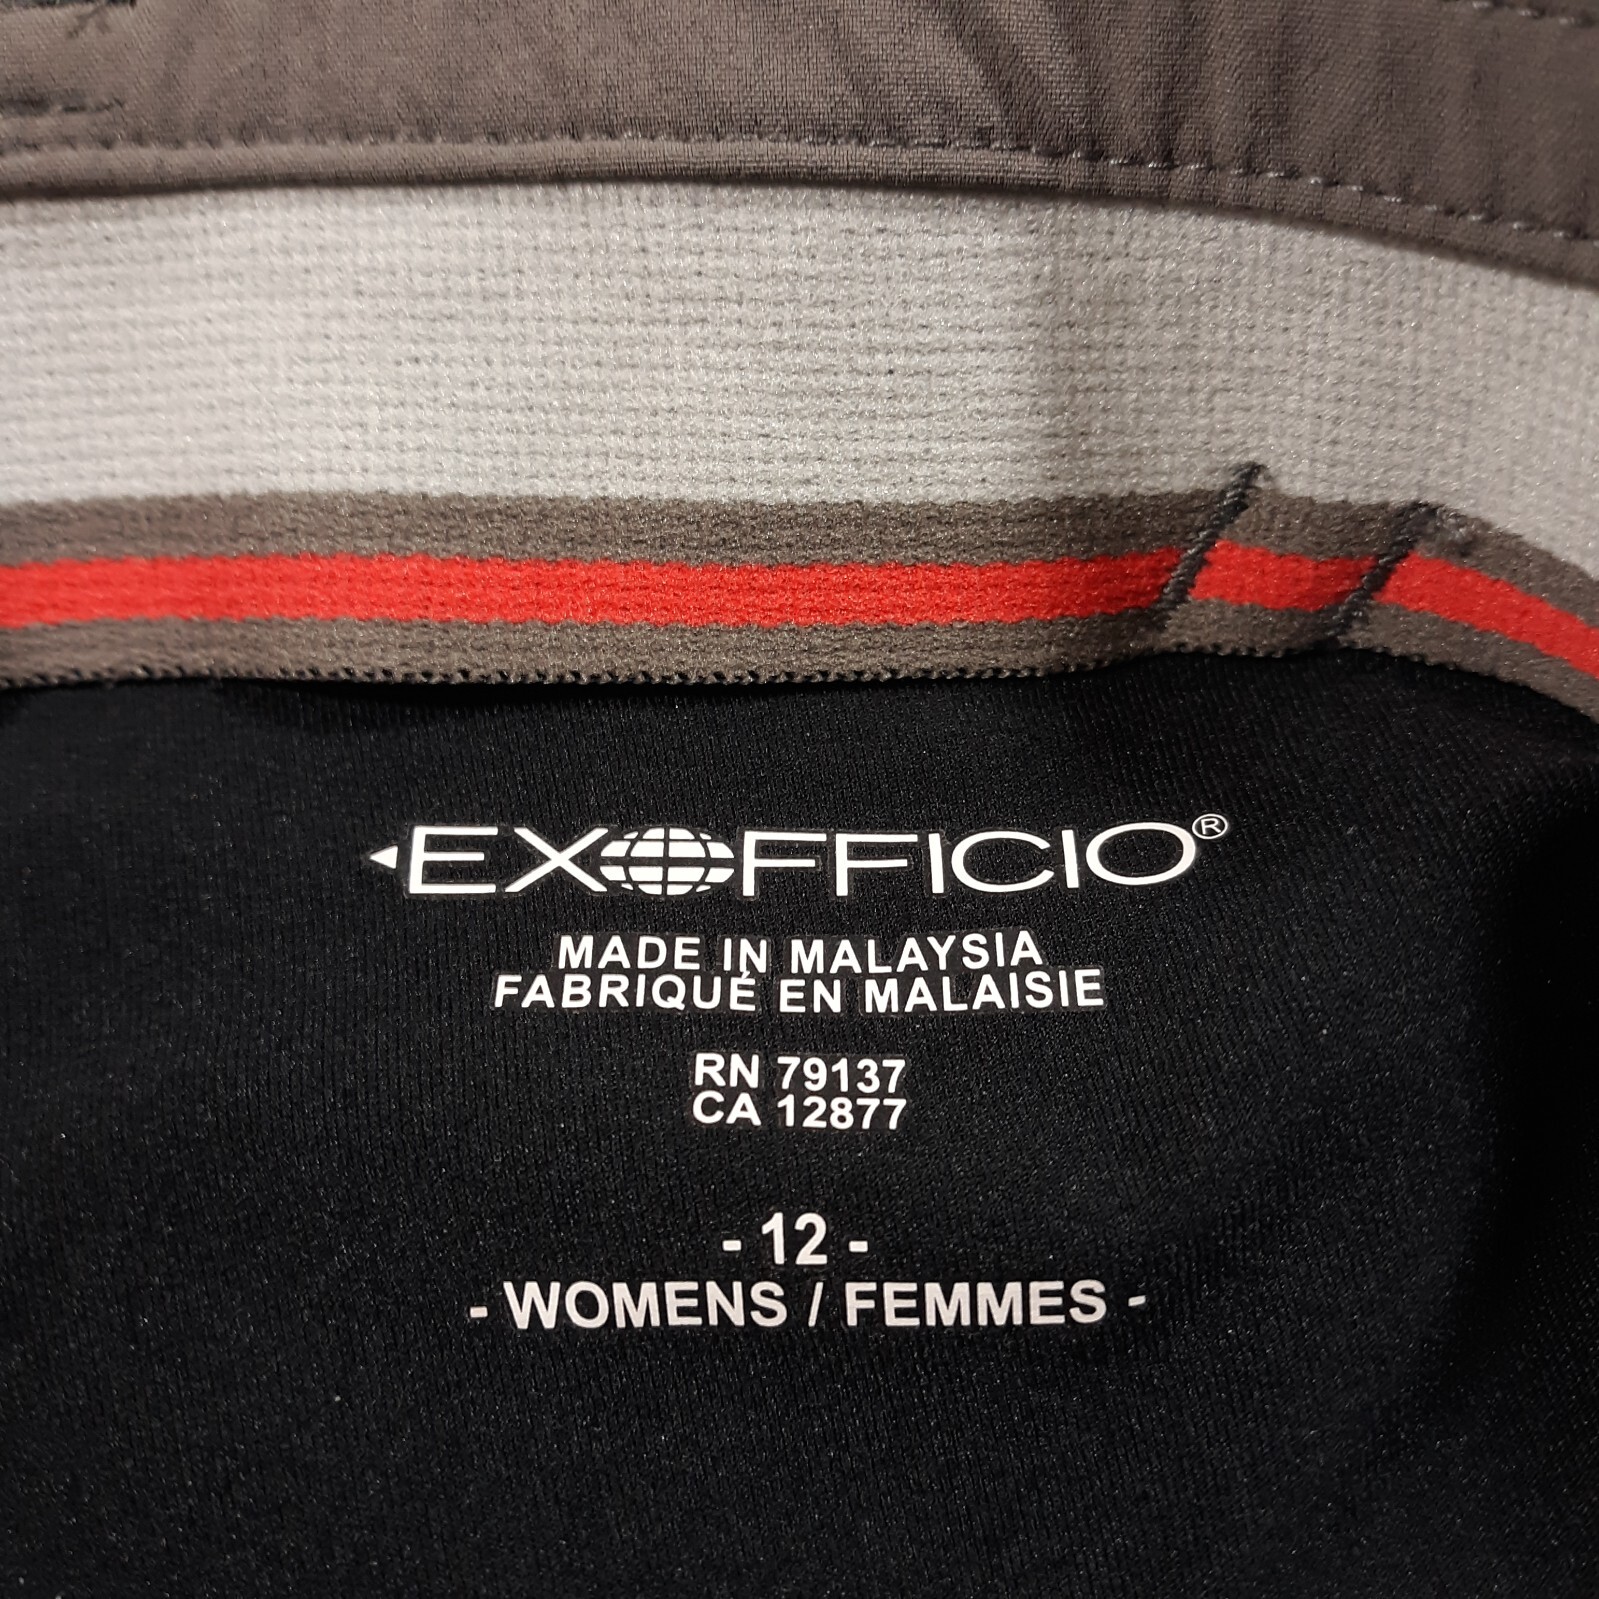 EXOFFICIO®
MADE IN MALAYSIA
FABRIQUÉ EN MALAISIE
RN 79137
CA 12877
- 12 -
- WOMENS / FEMMES -